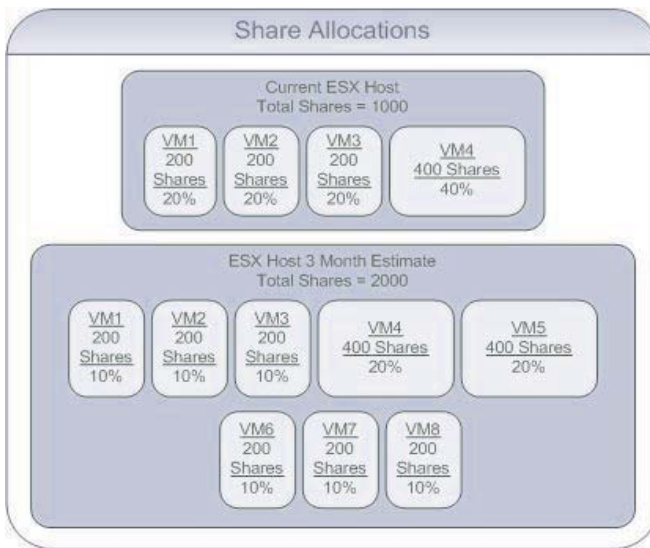 Share Allocations
Current ESX Host
Total Shares = 1000
VM1
200
Shares
20%
VM2
200
Shares
20%
VM3
200
Shares
20%
VM4
400 Shares
40%
ESX Host 3 Month Estimate
Total Shares = 2000
VM1
200
Shares
10%
VM2
200
Shares
10%
VM3
200
Shares
10%
VM4
400 Shares
20%
VM5
400 Shares
20%
VM6
200
Shares
10%
VM7
200
Shares
10%
VM8
200
Shares
10%